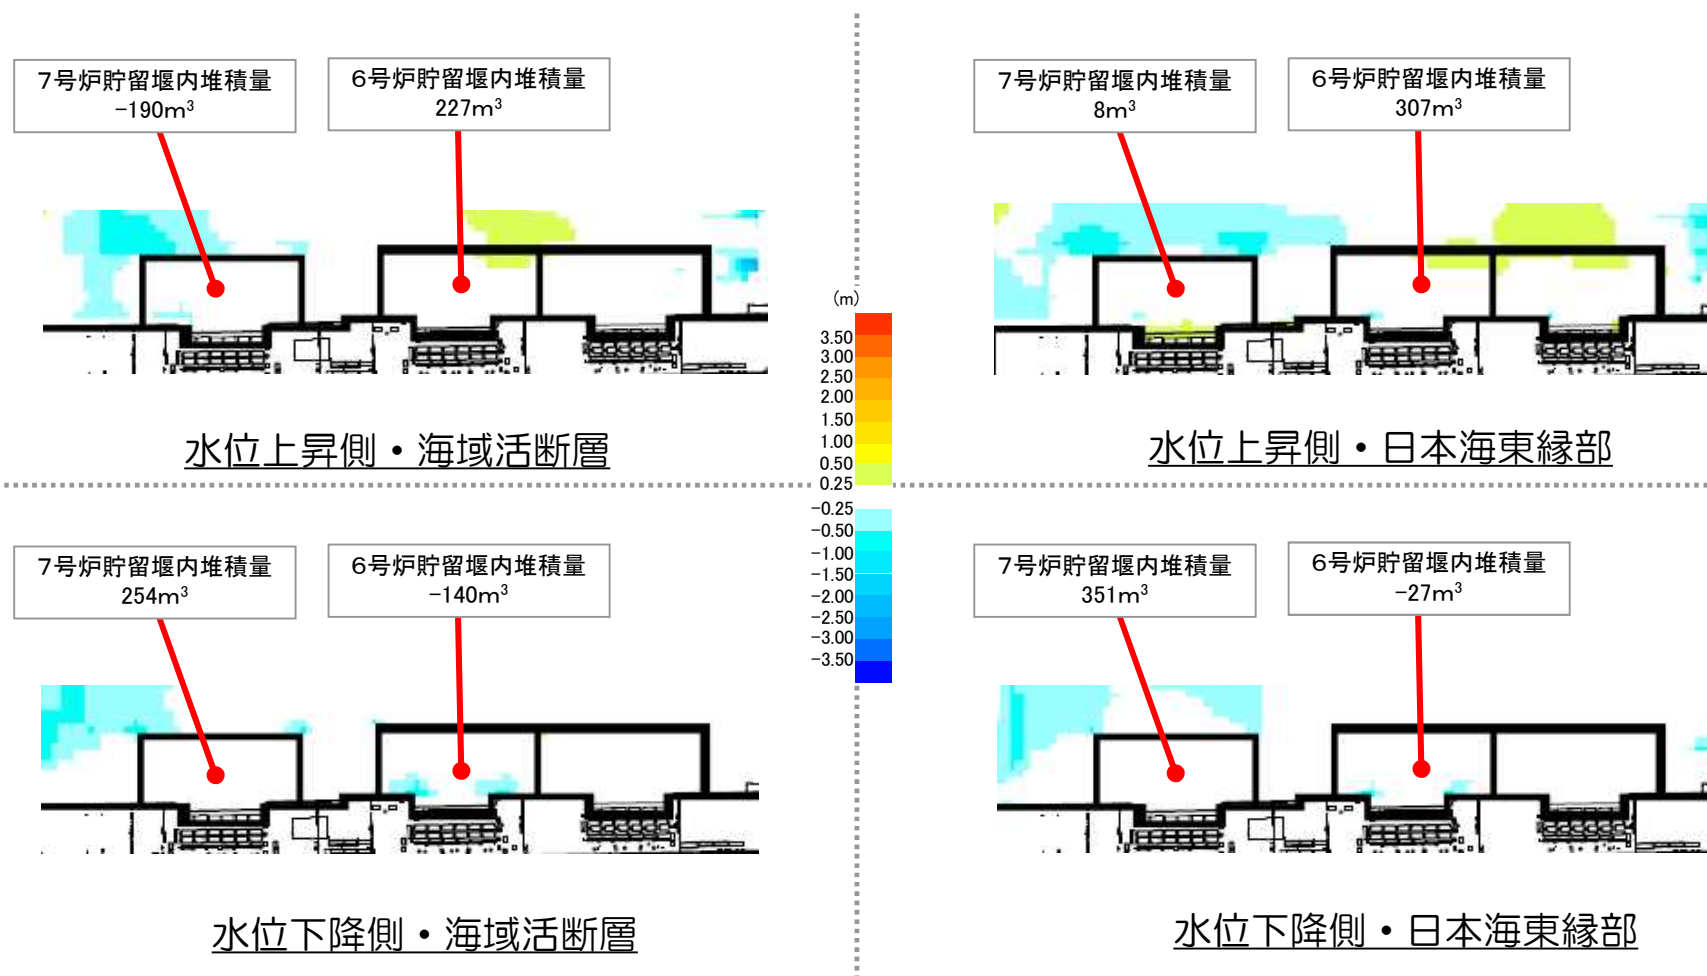 7号炉貯留堰内堆積量
−190m³
6号炉貯留堰内堆積量
227m³
水位上昇側・海域活断層
7号炉貯留堰内堆積量
8m³
6号炉貯留堰内堆積量
307m³
水位上昇側・日本海東縁部
(m)
3.50
3.00
2.50
2.00
1.50
1.00
0.50
0.25
−0.25
−0.50
−1.00
−1.50
−2.00
−2.50
−3.00
−3.50
7号炉貯留堰内堆積量
254m³
6号炉貯留堰内堆積量
−140m³
水位下降側・海域活断層
7号炉貯留堰内堆積量
351m³
6号炉貯留堰内堆積量
−27m³
水位下降側・日本海東縁部